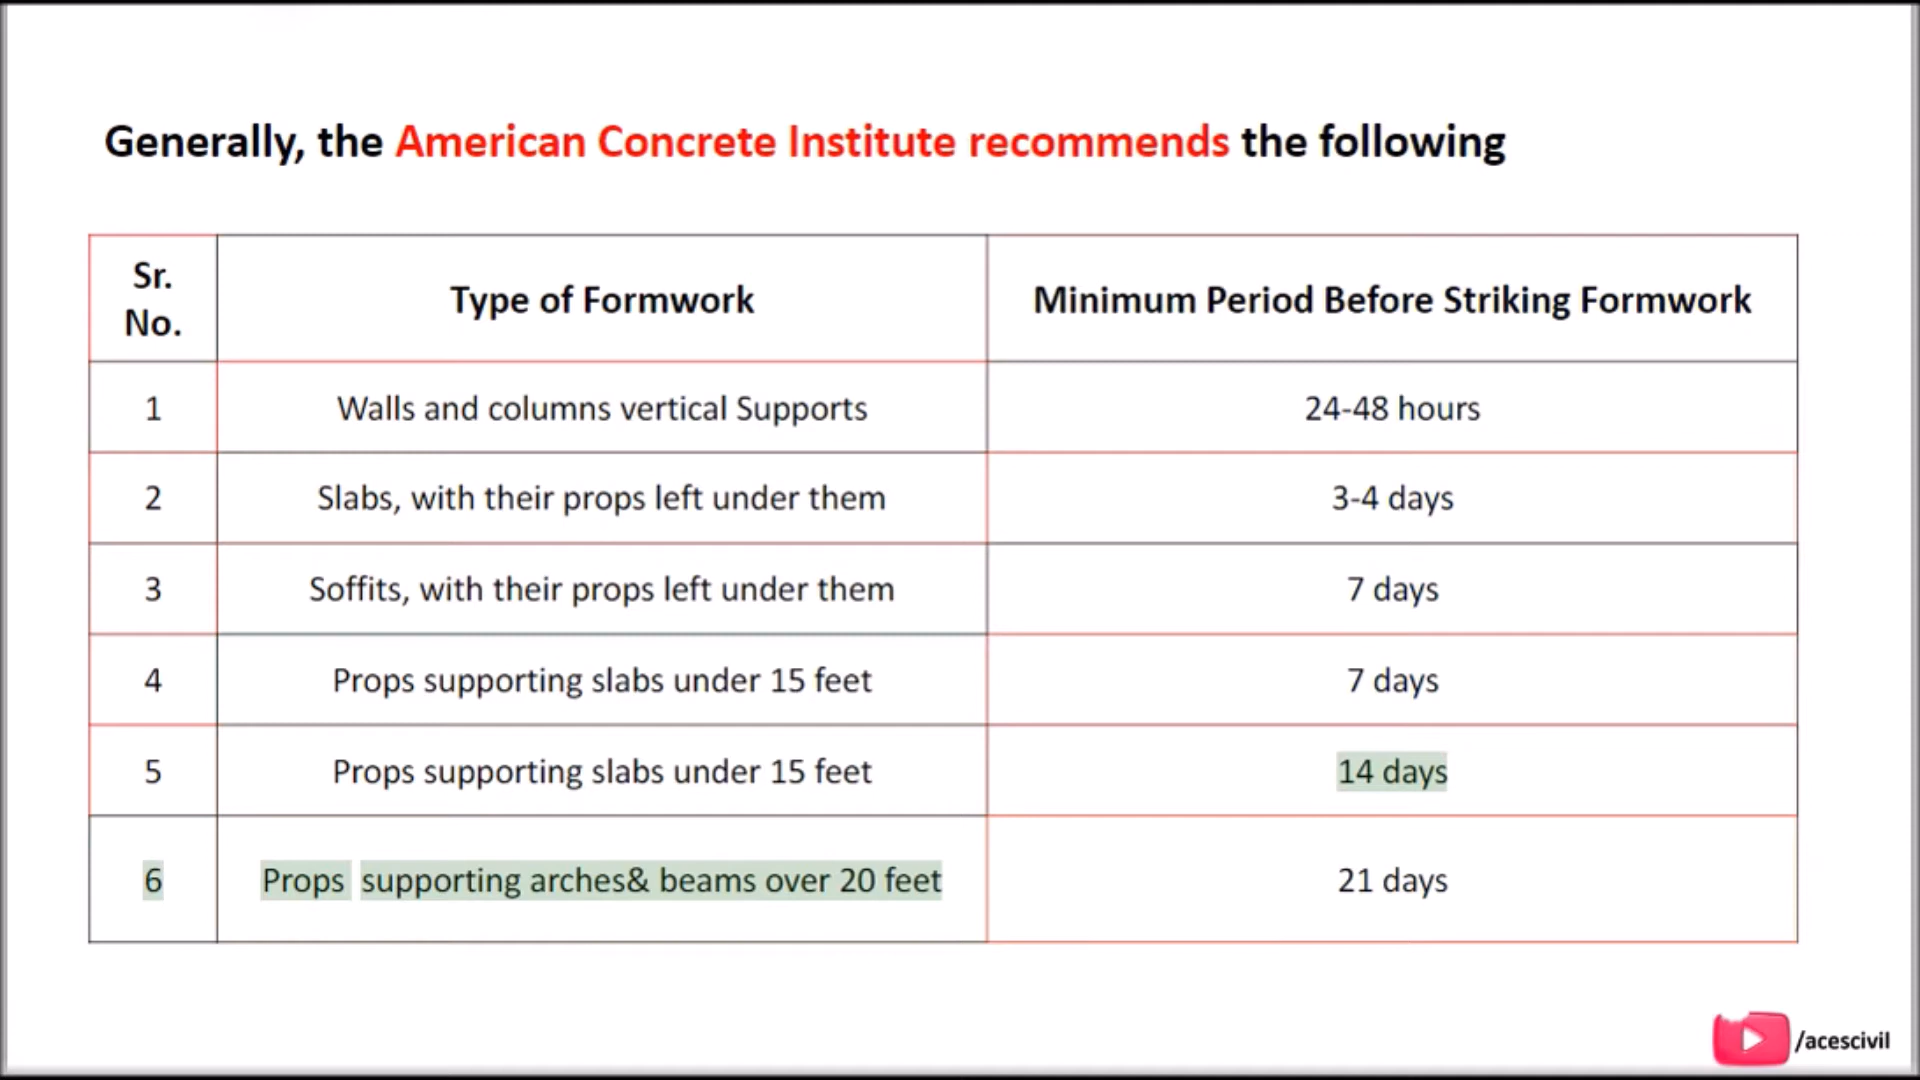 Generally, the American Concrete Institute recommends the following
Sr. No. Type of Formwork Minimum Period Before Striking Formwork
1 Walls and columns vertical Supports 24-48 hours
2 Slabs, with their props left under them 3-4 days
3 Soffits, with their props left under them 7 days
4 Props supporting slabs under 15 feet 7 days
5 Props supporting slabs under 15 feet 14 days
6 Props supporting arches& beams over 20 feet 21 days
/acescivil